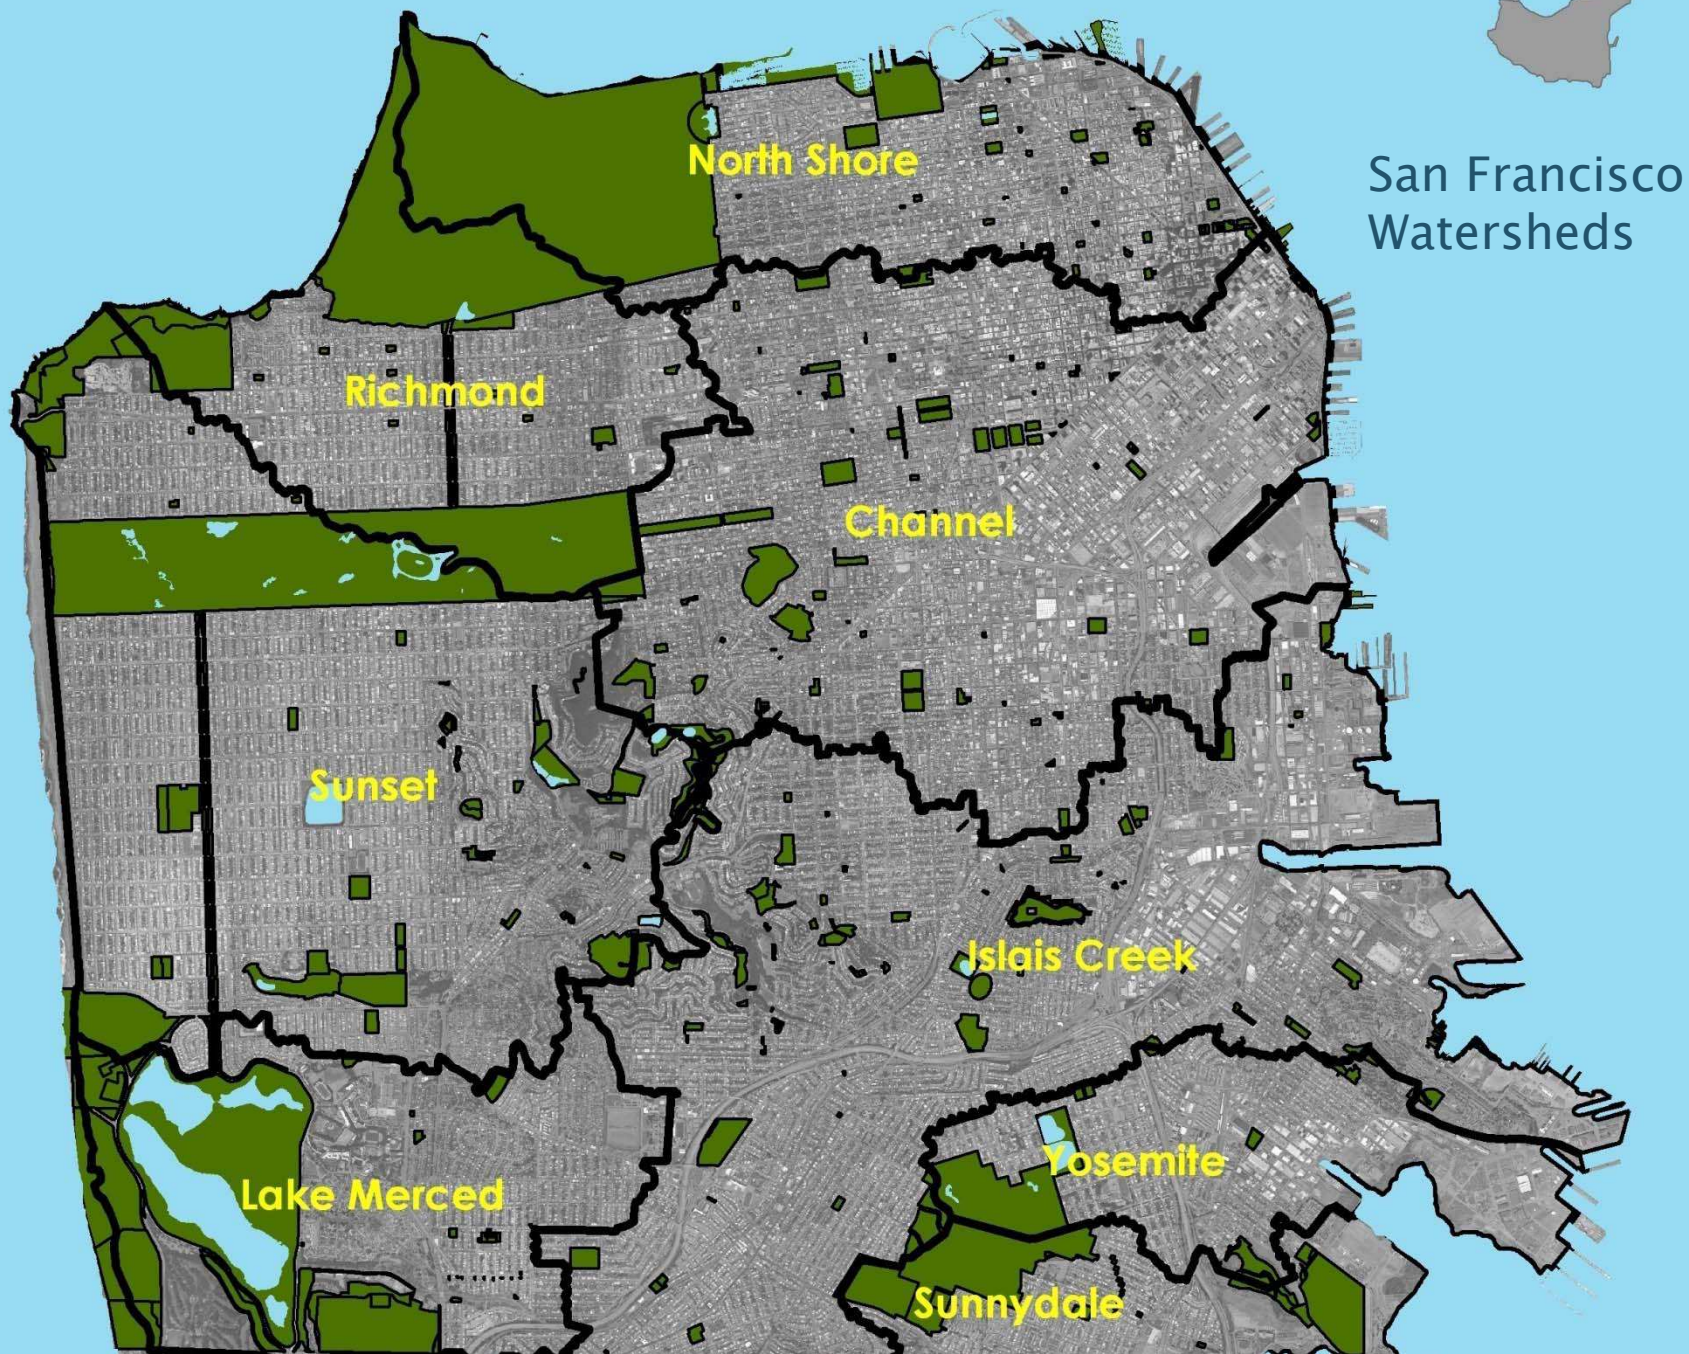 San Francisco
Watersheds
North Shore
Richmond
Channel
Sunset
Islais Creek
Yosemite
Lake Merced
Sunnydale